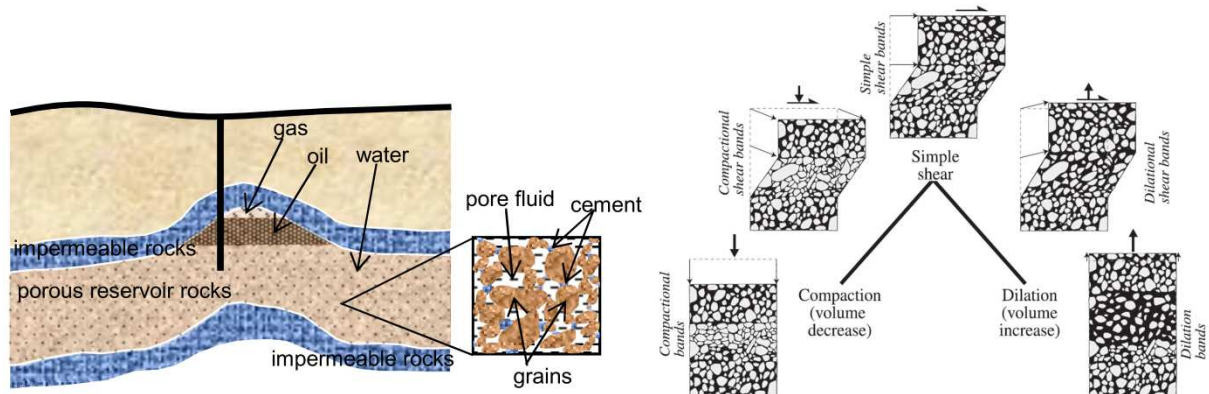 gas
oil
water
impermeable rocks
porous reservoir rocks
impermeable rocks
pore fluid
cement
grains
Simple
shear bands
Simple
shear
Compactional
shear bands
Dilational
shear bands
Compactional
bands
Compaction
(volume
decrease)
Dilation
(volume
increase)
Dilation
bands